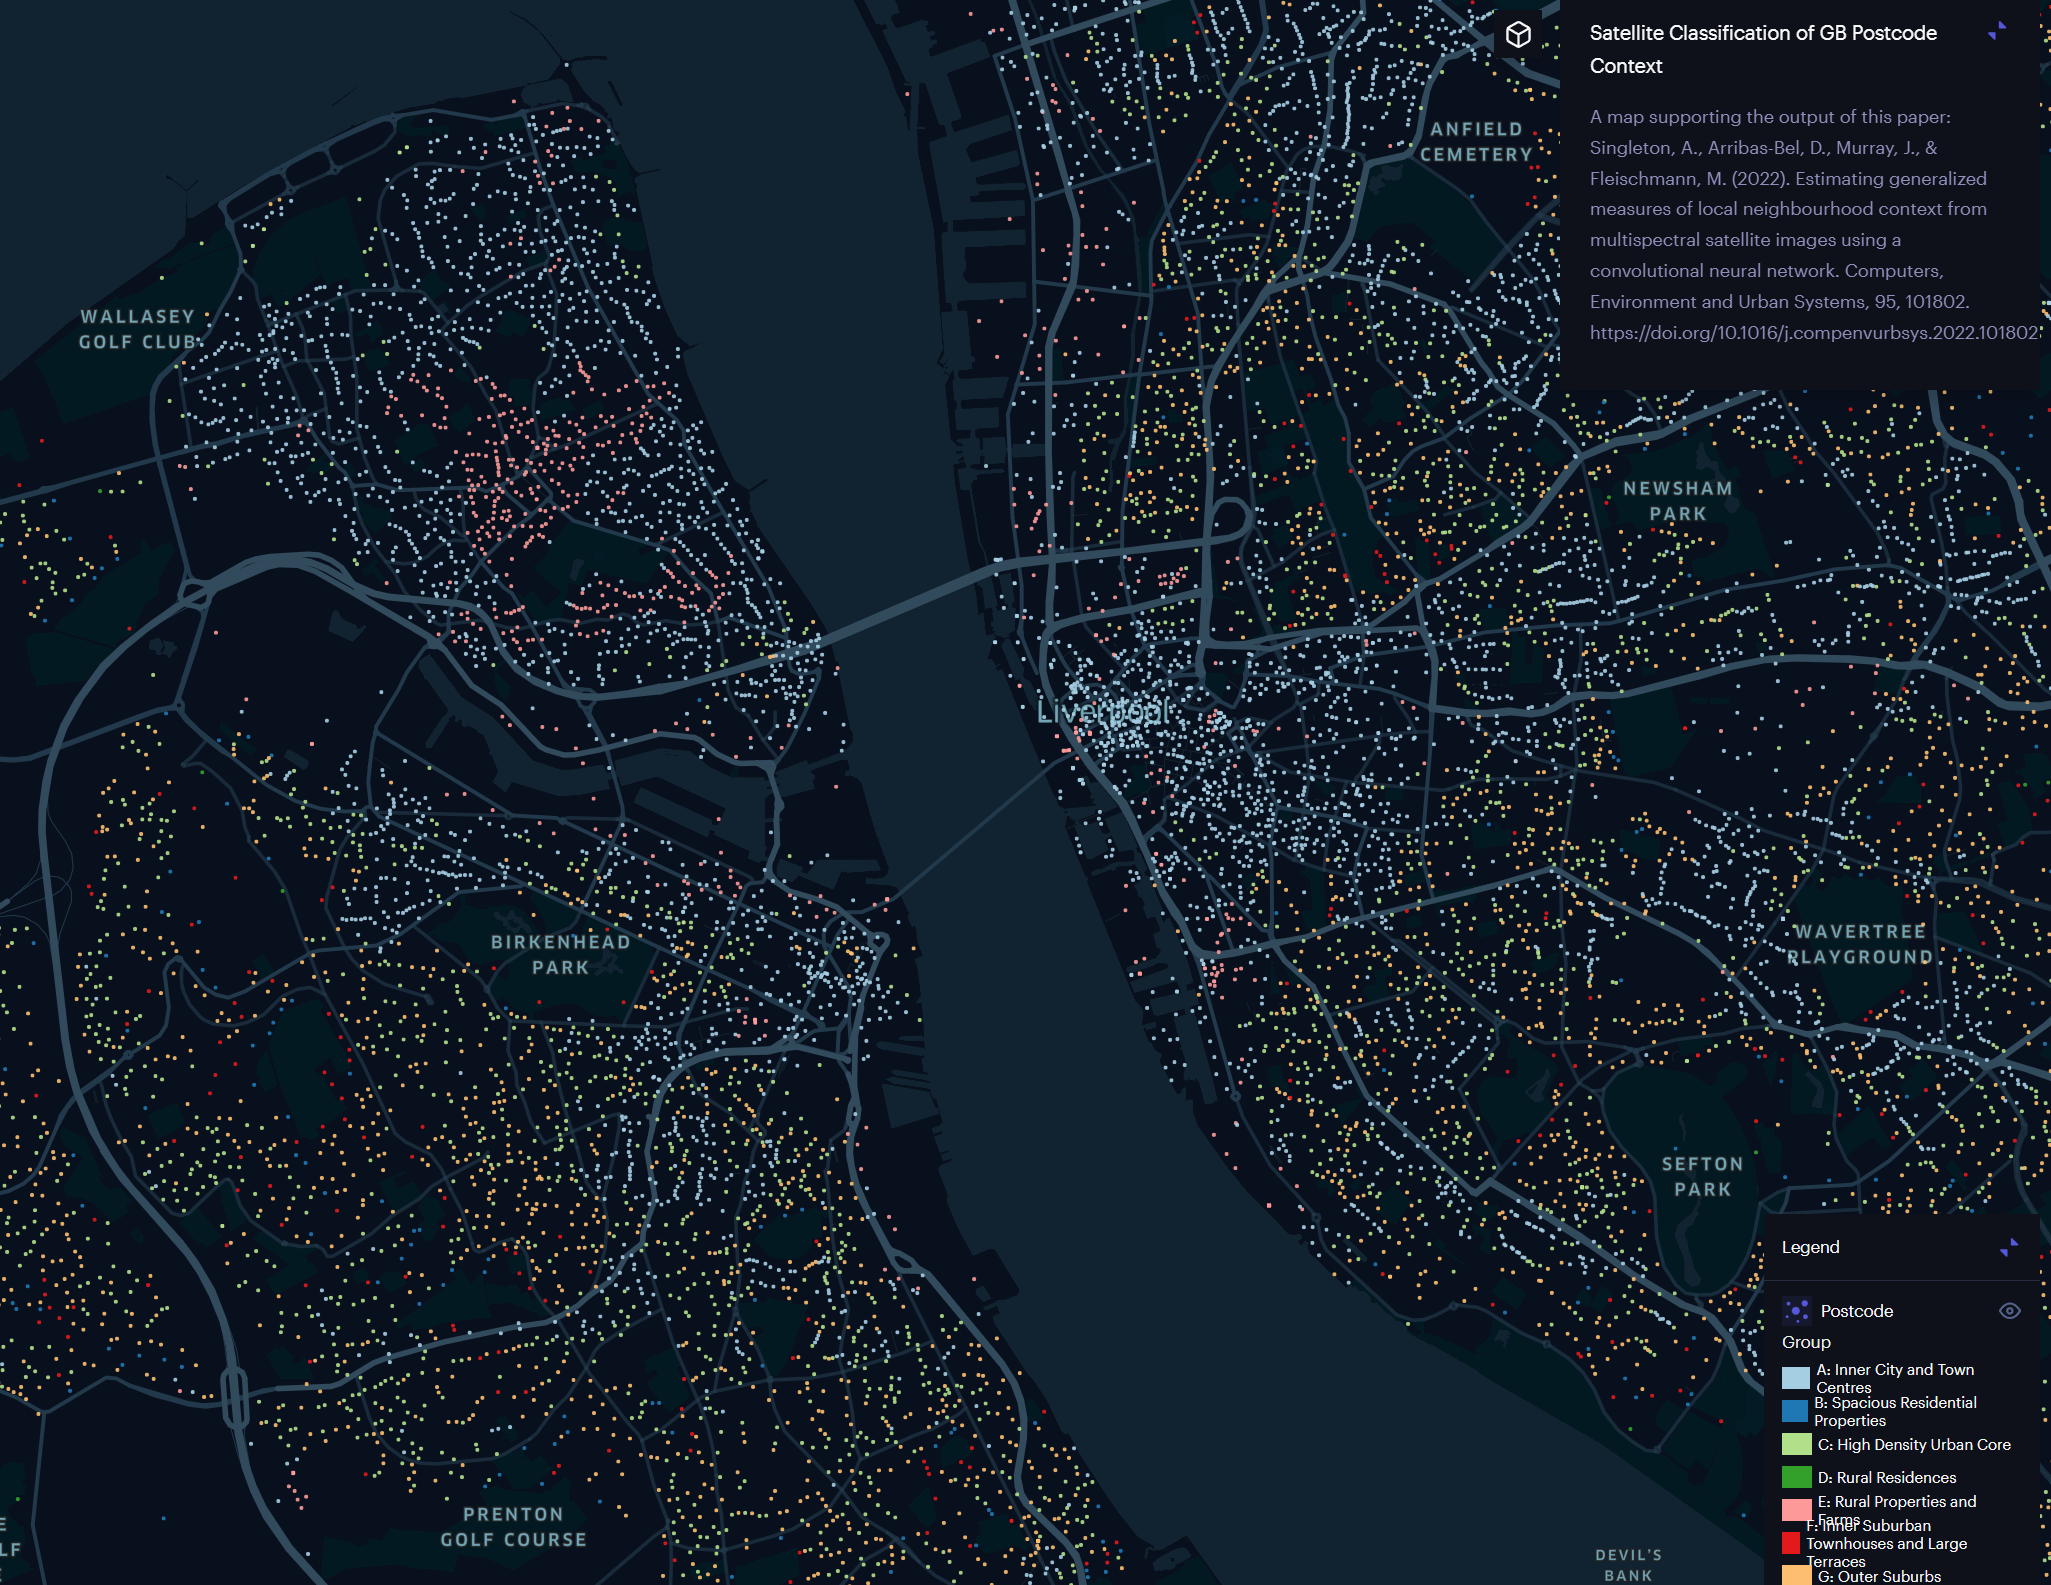 Satellite Classification of GB Postcode
Context
A map supporting the output of this paper:
Singleton, A., Arribas-Bel, D., Murray, J., &
Fleischmann, M. (2022). Estimating generalized
measures of local neighbourhood context from
multispectral satellite images using a
convolutional neural network. Computers,
Environment and Urban Systems, 95, 101802.
https://doi.org/10.1016/j.compenvurbsys.2022.101802
ANFIELD
CEMETERY
WALLASEY
GOLF CLUB
NEWSHAM
PARK
Liverpool
BIRKENHEAD
PARK
WAVERTREE
PLAYGROUND
SEFTON
PARK
PRENTON
GOLF COURSE
E
LF
DEVIL'S
BANK
Legend
Postcode
Group
A: Inner City and Town
Centres
B: Spacious Residential
Properties
C: High Density Urban Core
D: Rural Residences
E: Rural Properties and
Farms
F: Inner Suburban
Townhouses and Large
Terraces
G: Outer Suburbs